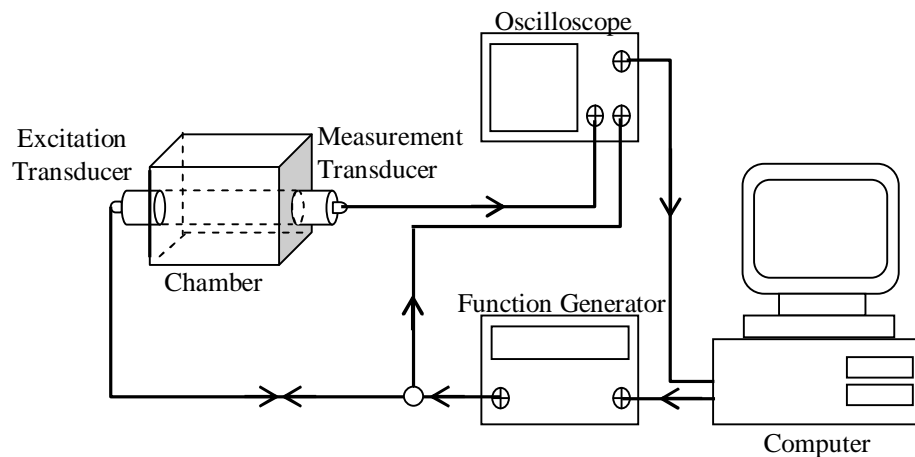 Oscilloscope
Excitation
Transducer
Measurement
Transducer
Chamber
Function Generator
Computer